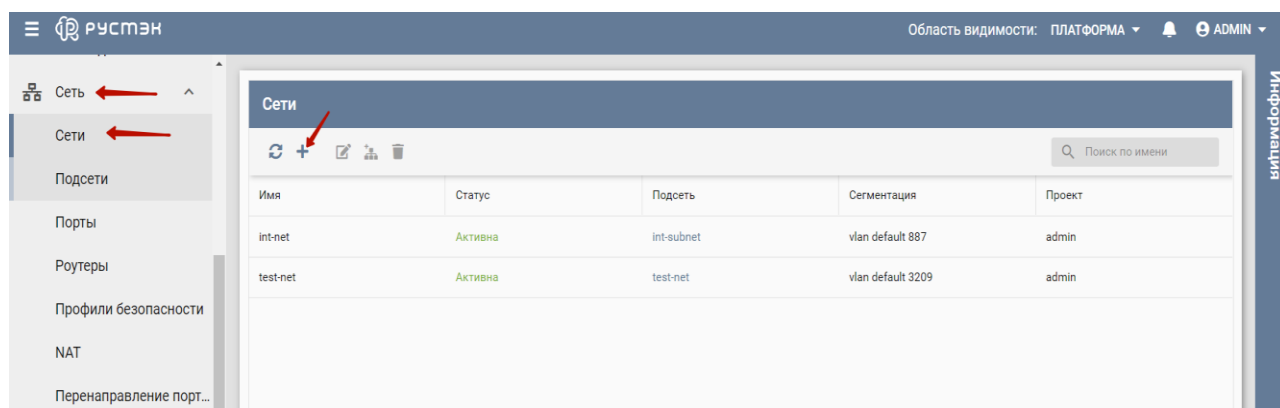 РУСТЭК
Область видимости: ПЛАТФОРМА
ADMIN
Сеть
Сети
Подсети
Порты
Роутеры
Профили безопасности
NAT
Перенаправление порт...
Сети
Поиск по имени
Имя Статус Подсеть Сегментация Проект
int-net Активна int-subnet vlan default 887 admin
test-net Активна test-net vlan default 3209 admin
Информация